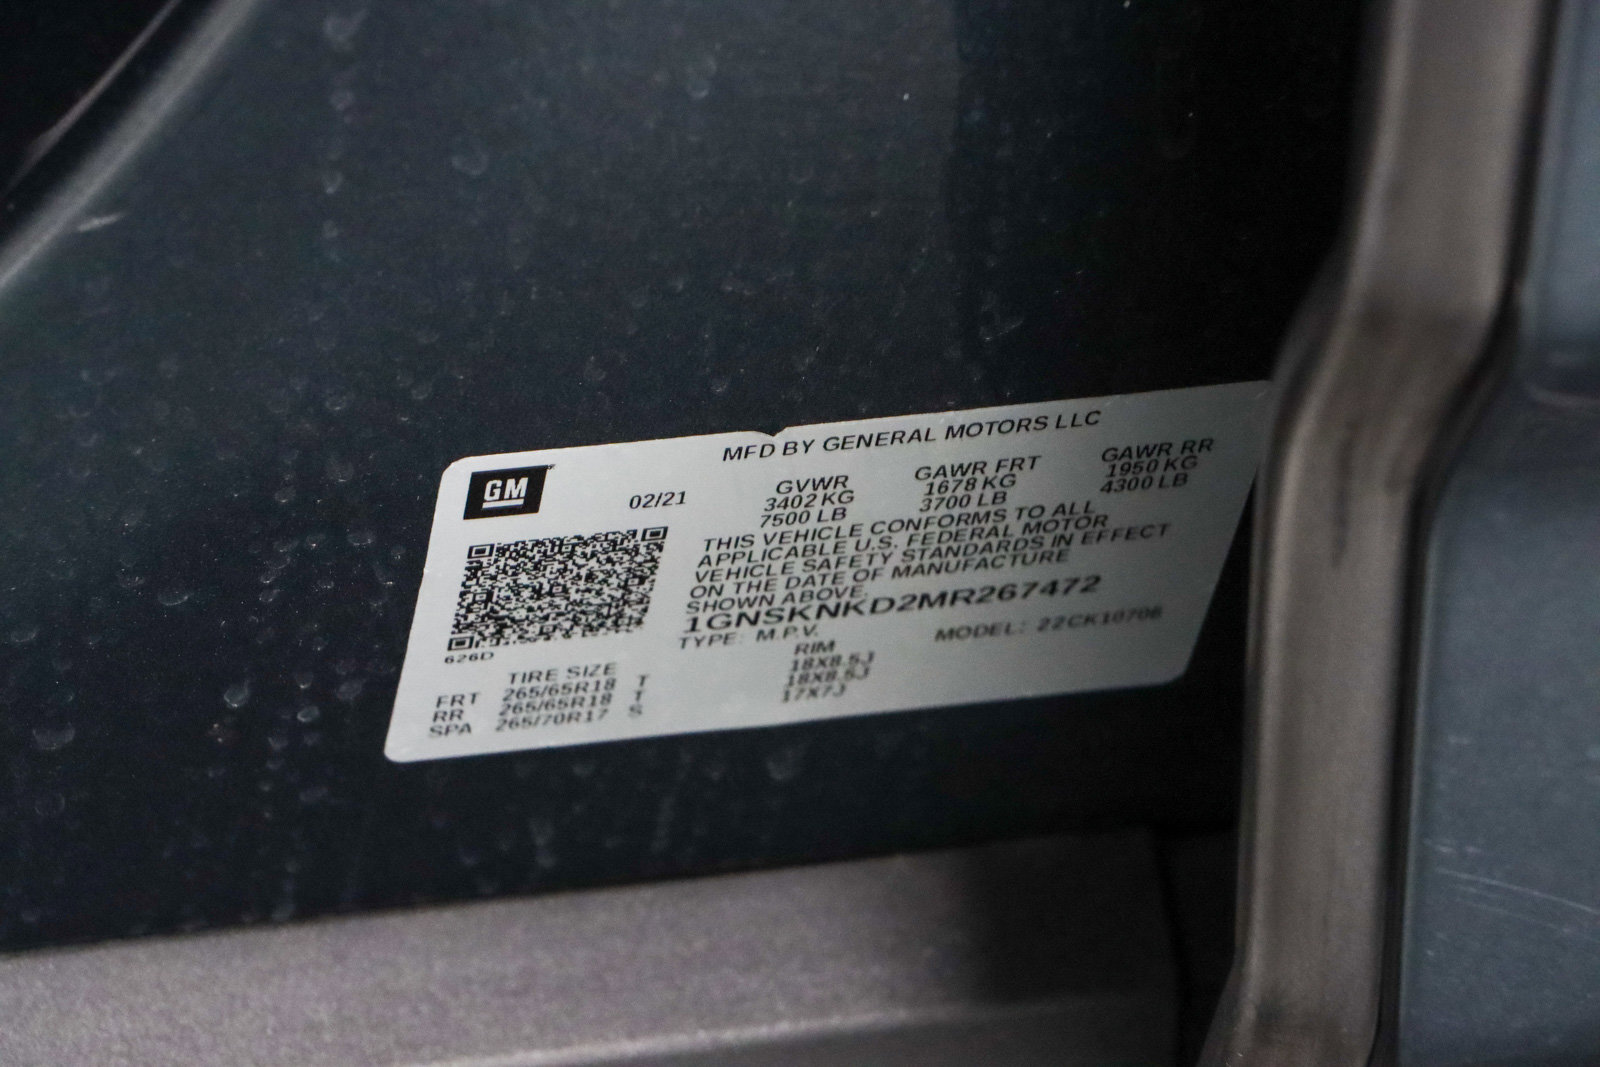 MFD BY GENERAL MOTORS LLC
GM
02/21
GVWR
3402 KG
7500 LB
GAWR FRT
1678 KG
3700 LB
GAWR RR
1950 KG
4300 LB
THIS VEHICLE CONFORMS TO ALL
APPLICABLE U.S. FEDERAL MOTOR
VEHICLE SAFETY STANDARDS IN EFFECT
ON THE DATE OF MANUFACTURE
SHOWN ABOVE.
1GNSKNKD2MR267472
TYPE: M.P.V. MODEL: 22CK10706
626D
TIRE SIZE RIM
FRT 265/65R18 T 18X8.5J
RR 265/65R18 T 18X8.5J
SPA 265/70R17 S 17X7J